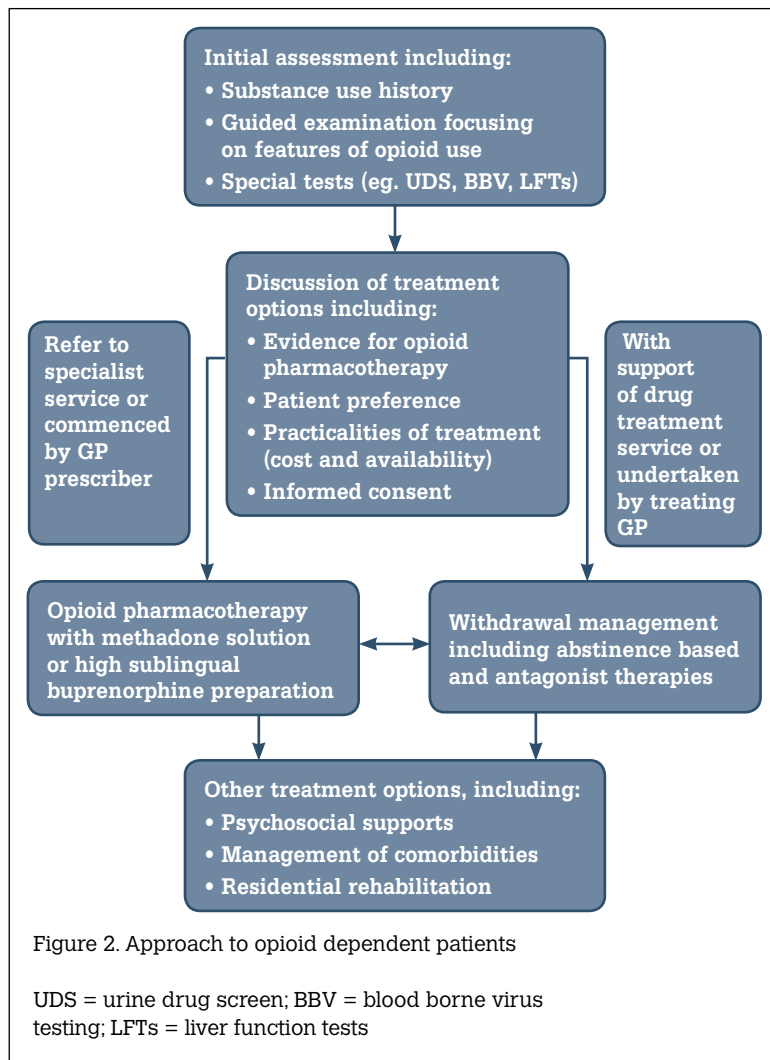 Initial assessment including:
• Substance use history
• Guided examination focusing
on features of opioid use
• Special tests (eg. UDS, BBV, LFTs)
Discussion of treatment
options including:
• Evidence for opioid
pharmacotherapy
• Patient preference
• Practicalities of treatment
(cost and availability)
• Informed consent
Refer to
specialist
service or
commenced
by GP
prescriber
With
support
of drug
treatment
service or
undertaken
by treating
GP
Opioid pharmacotherapy
with methadone solution
or high sublingual
buprenorphine preparation
Withdrawal management
including abstinence based
and antagonist therapies
Other treatment options, including:
• Psychosocial supports
• Management of comorbidities
• Residential rehabilitation
Figure 2. Approach to opioid dependent patients
UDS = urine drug screen; BBV = blood borne virus
testing; LFTs = liver function tests